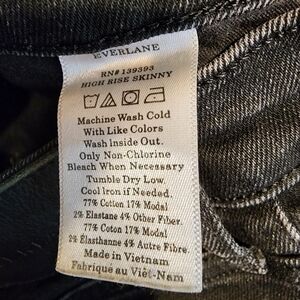 EVERLANE
RN# 139393
HIGH RISE SKINNY
Machine Wash Cold
With Like Colors
Wash Inside Out.
Only Non-Chlorine
Bleach When Necessary
Tumble Dry Low.
Cool Iron if Needed.
77% Cotton 17% Modal
2% Elastane 4% Other Fiber.
77% Coton 17% Modal
2% Élasthanne 4% Autre Fibre.
Made in Vietnam
Fabriqué au Viêt-Nam